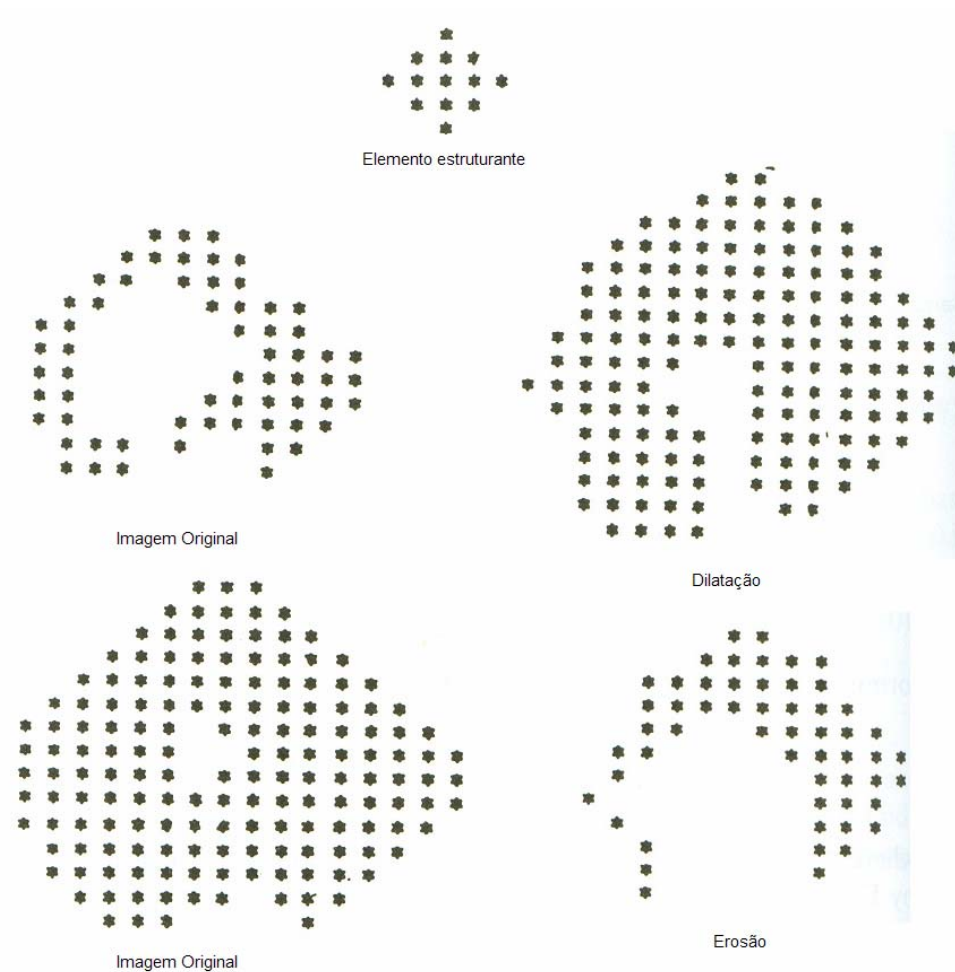 Elemento estruturante
Imagem Original
Dilatação
Imagem Original
Erosão